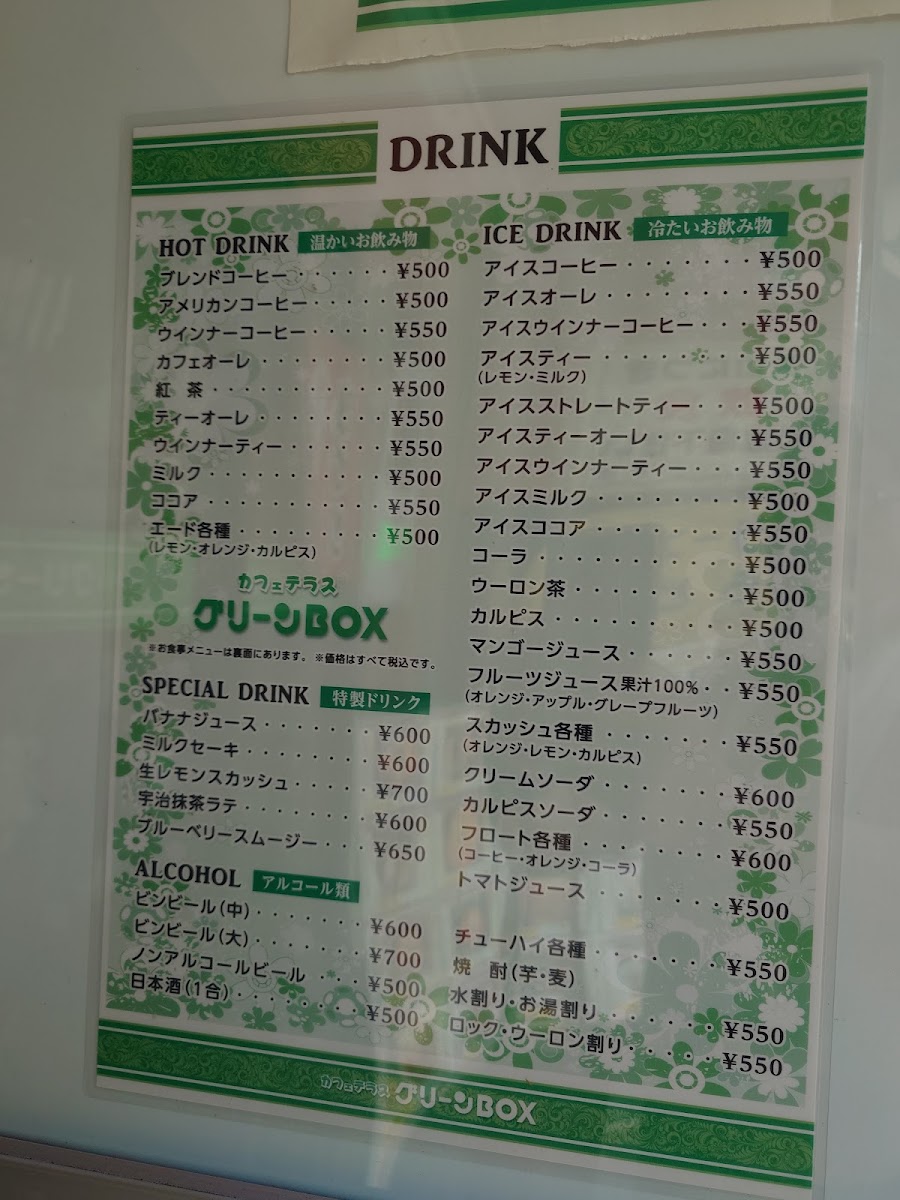 DRINK
HOT DRINK 温かいお飲み物
ブレンドコーヒー・・・・・・¥500
アメリカンコーヒー・・・・・¥500
ウインナーコーヒー・・・・・¥550
カフェオーレ・・・・・・・・¥500
紅 茶・・・・・・・・・・・¥500
ティーオーレ・・・・・・・・¥550
ウインナーティー・・・・・・¥550
ミルク・・・・・・・・・・・¥500
ココア・・・・・・・・・・・¥550
エード各種・・・・・・・・・¥500
(レモン・オレンジ・カルピス)
カフェテラス
グリーンBOX
※お食事メニューは裏面にあります。 ※価格はすべて税込です。
SPECIAL DRINK 特製ドリンク
バナナジュース・・・・・・・¥600
ミルクセーキ・・・・・・・・¥600
生レモンスカッシュ・・・・・¥700
宇治抹茶ラテ・・・・・・・・¥600
ブルーベリースムージー・・・¥650
ALCOHOL アルコール類
ビンビール(中)・・・・・・・¥600
ビンビール(大)・・・・・・・¥700
ノンアルコールビール・・・・¥500
日本酒(1合)・・・・・・・・¥500
ICE DRINK 冷たいお飲み物
アイスコーヒー・・・・・・・¥500
アイスオーレ・・・・・・・・¥550
アイスウインナーコーヒー・・・¥550
アイスティー・・・・・・・・¥500
(レモン・ミルク)
アイスストレートティー・・・¥500
アイスティーオーレ・・・・・¥550
アイスウインナーティー・・・¥550
アイスミルク・・・・・・・・¥500
アイスココア・・・・・・・・¥550
コーラ・・・・・・・・・・・¥500
ウーロン茶・・・・・・・・・¥500
カルピス・・・・・・・・・・¥500
マンゴージュース・・・・・・¥550
フルーツジュース果汁100%・・¥550
(オレンジ・アップル・グレープフルーツ)
スカッシュ各種・・・・・・・¥550
(オレンジ・レモン・カルピス)
クリームソーダ・・・・・・・¥600
カルピスソーダ・・・・・・・¥550
フロート各種・・・・・・・・¥600
(コーヒー・オレンジ・コーラ)
トマトジュース・・・・・・・¥500
チューハイ各種・・・・・・・¥550
焼 酎(芋・麦)
水割り・お湯割り・・・・・・¥550
ロック・ウーロン割り・・・・¥550
カフェテラス グリーンBOX